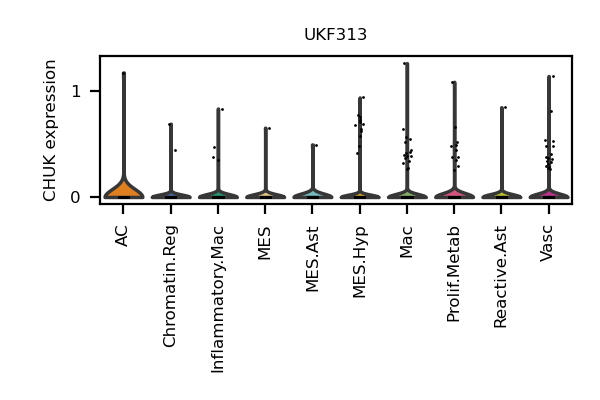 UKF313
CHUK expression
1
0
AC
Chromatin.Reg
Inflammatory.Mac
MES
MES.Ast
MES.Hyp
Mac
Prolif.Metab
Reactive.Ast
Vasc